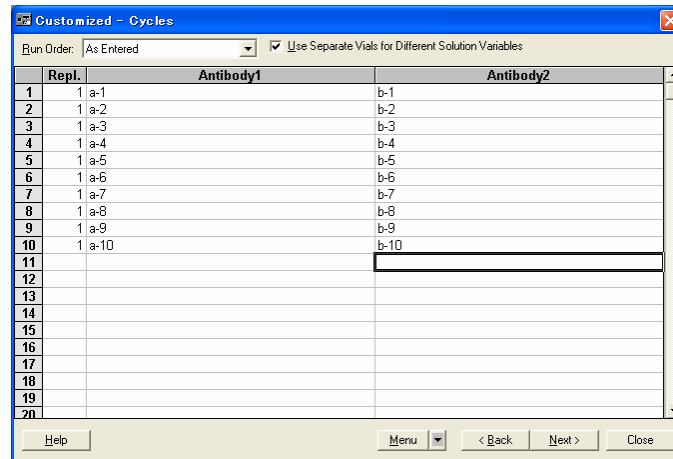 Customized - Cycles
Run Order: As Entered Use Separate Vials for Different Solution Variables
Repl. Antibody1 Antibody2
1 1 a-1 b-1
2 1 a-2 b-2
3 1 a-3 b-3
4 1 a-4 b-4
5 1 a-5 b-5
6 1 a-6 b-6
7 1 a-7 b-7
8 1 a-8 b-8
9 1 a-9 b-9
10 1 a-10 b-10
11
12
13
14
15
16
17
18
19
20
Help Menu < Back Next > Close